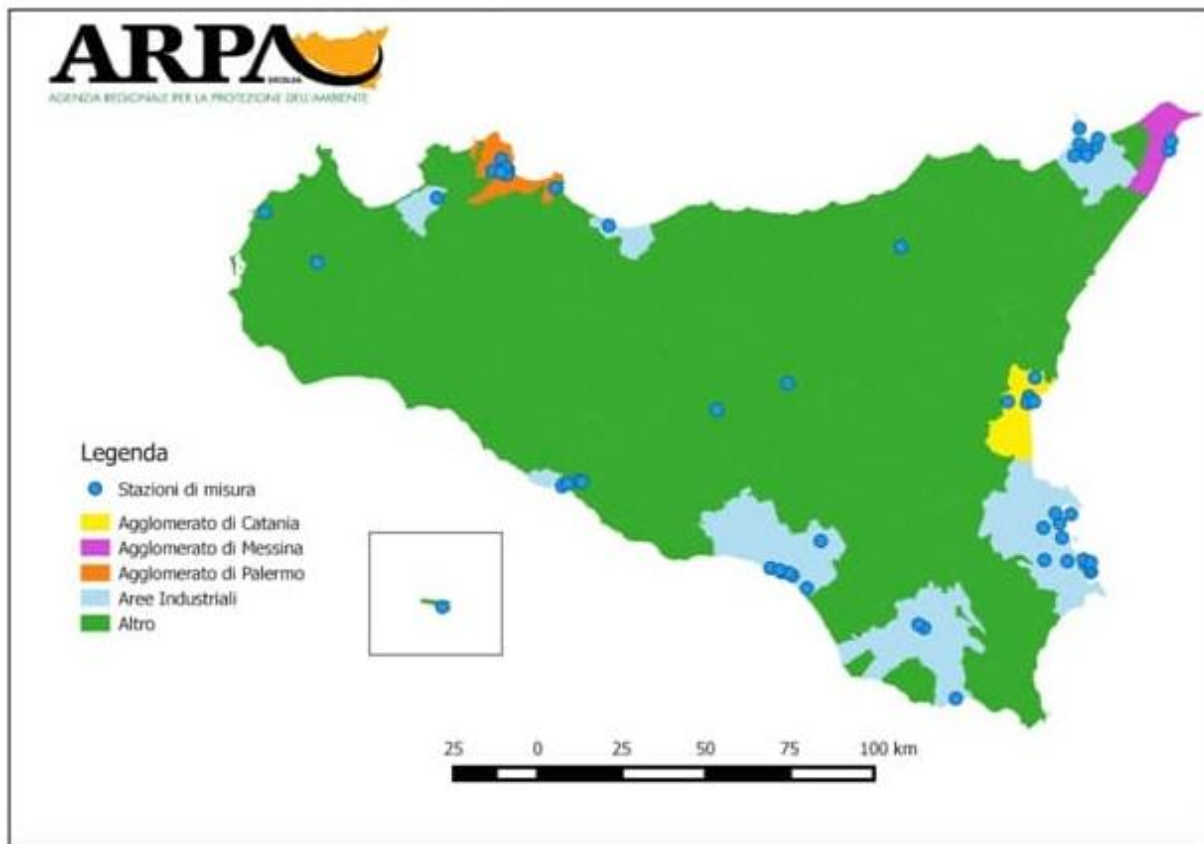 ARPA
SICILIA
AGENZIA REGIONALE PER LA PROTEZIONE DELL'AMBIENTE
Legenda
Stazioni di misura
Agglomerato di Catania
Agglomerato di Messina
Agglomerato di Palermo
Aree Industriali
Altro
25 0 25 50 75 100 km